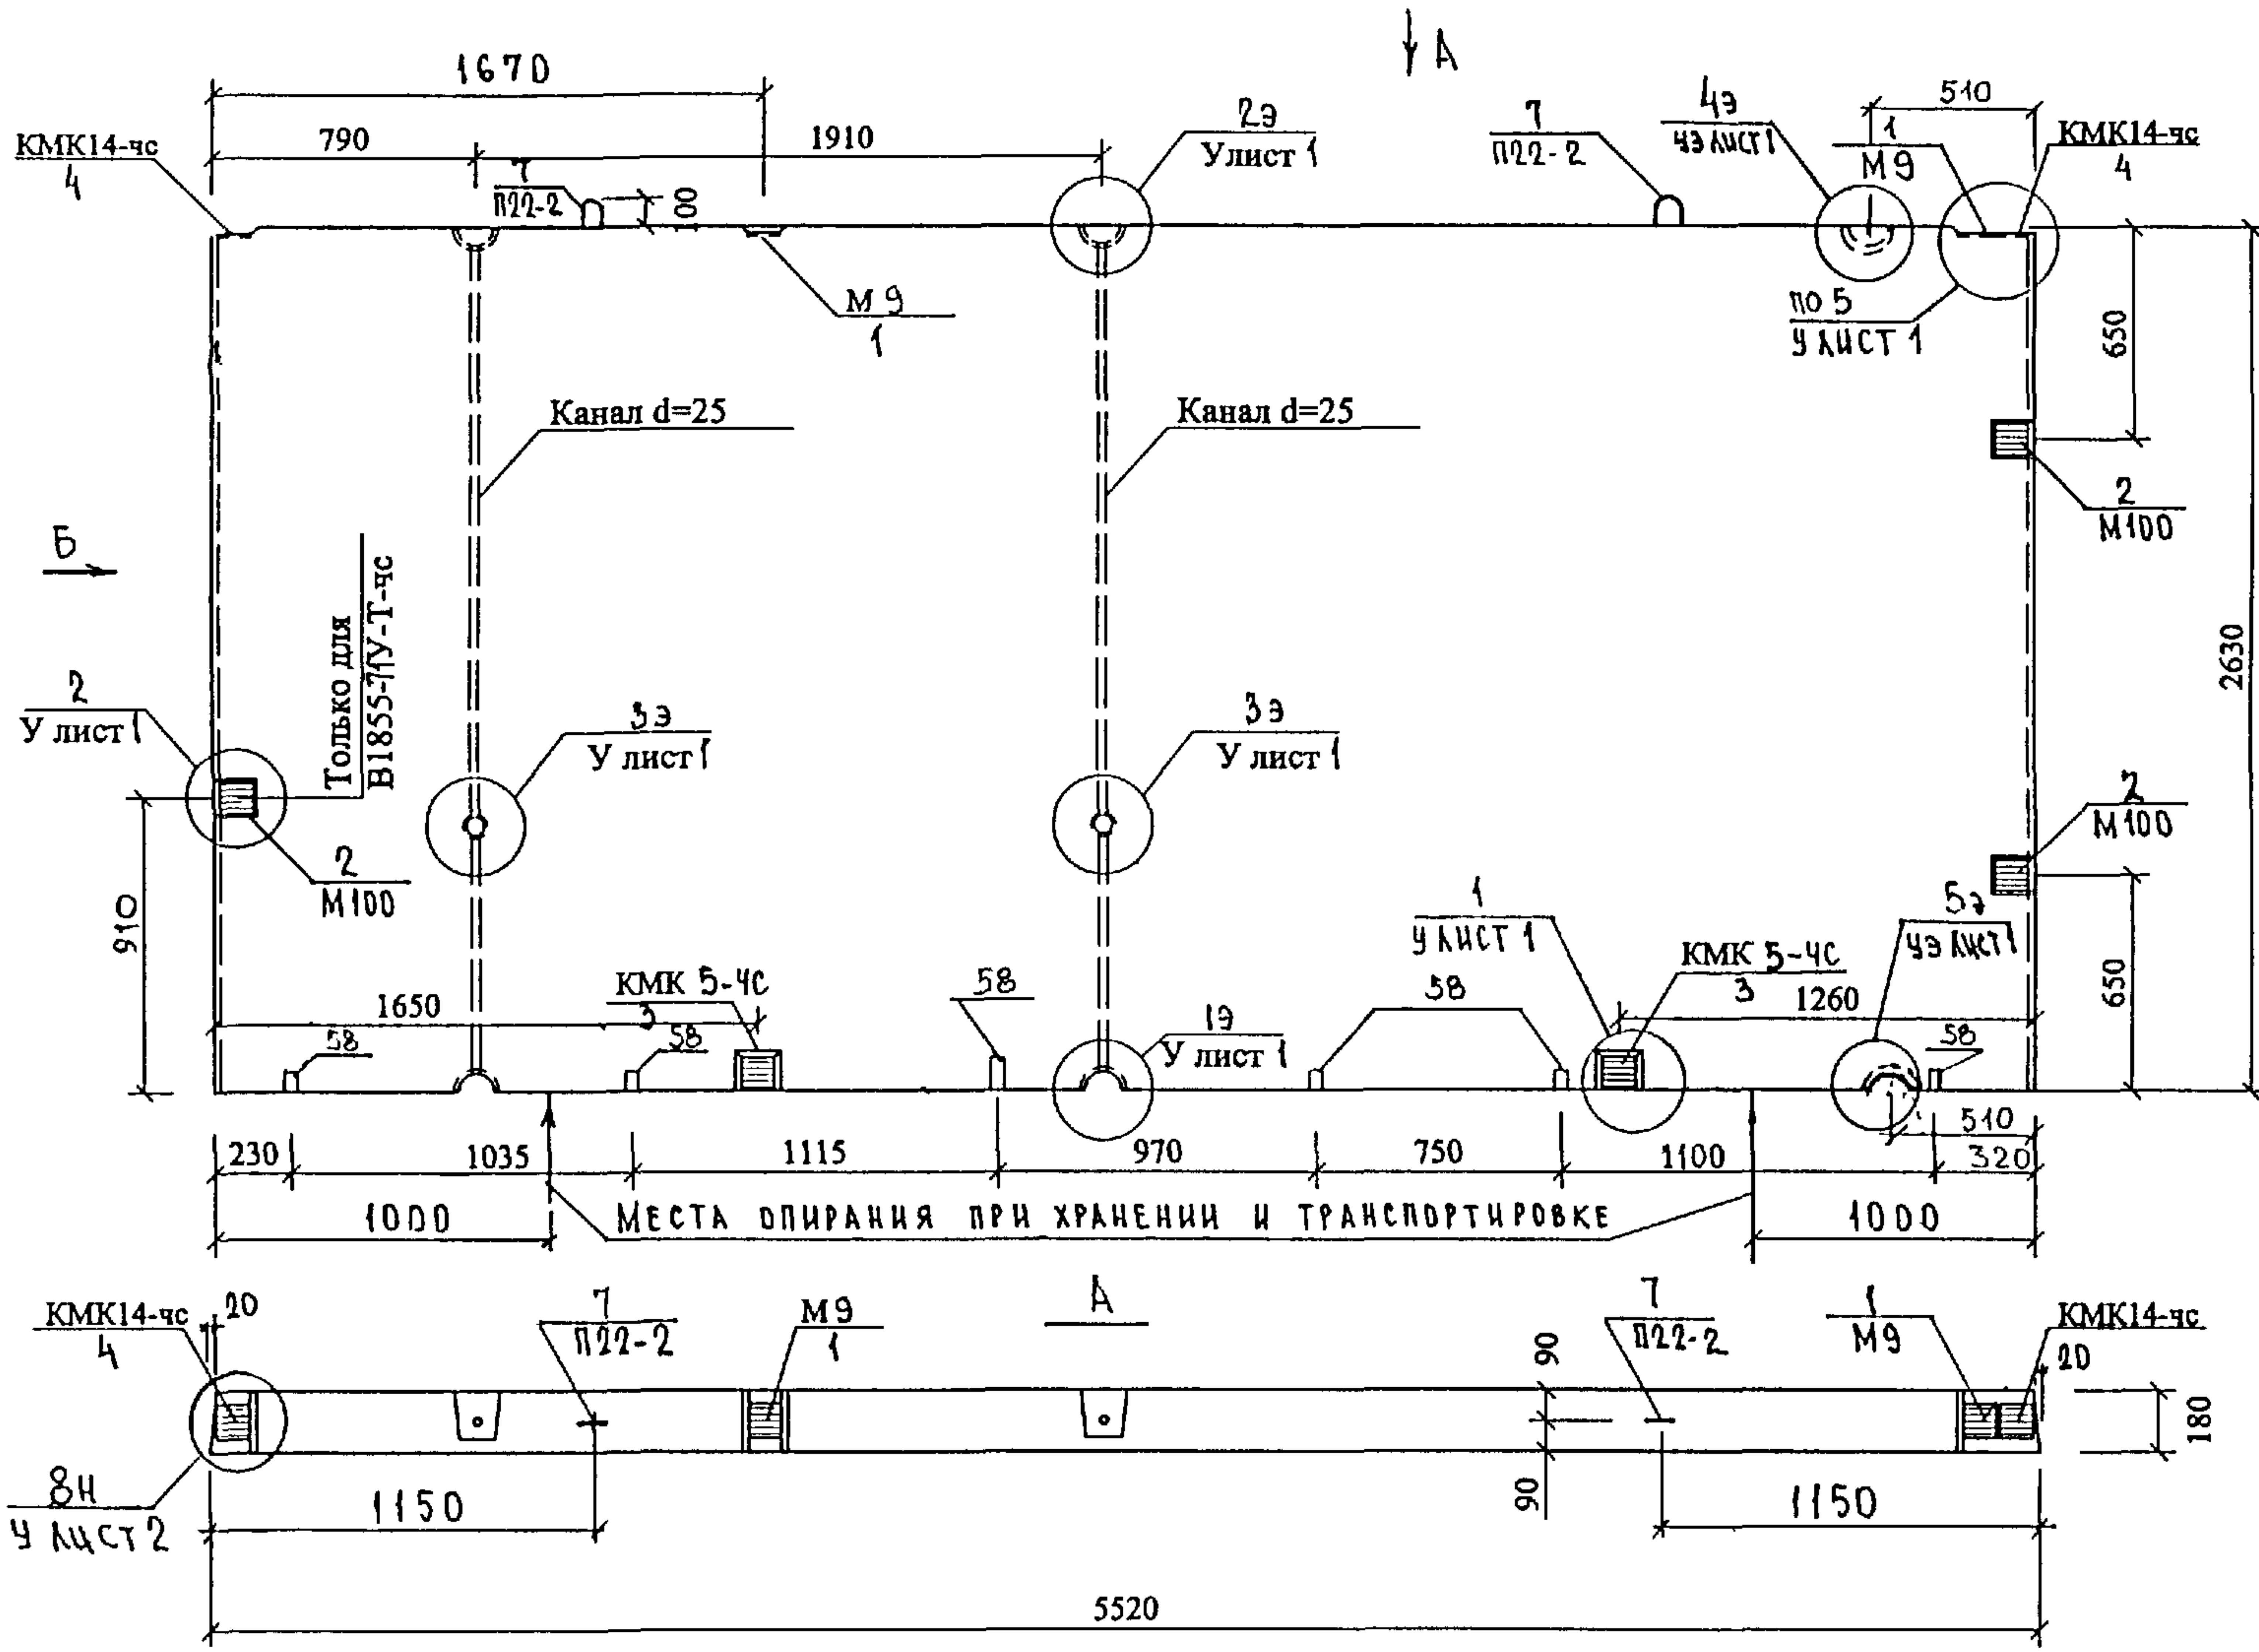 А
1670
510
790
1910
КМК14-чс
4
7
П22-2
100
2э
У лист 1
7
П22-2
4э
УЭ ЛИСТ 1
1
М9
КМК14-чс
4
М 9
1
по 5
У ЛИСТ 1
650
2630
Канал d=25
Канал d=25
2
М100
Б
Только для
В1855-71У-Т-чс
2
У лист 1
3э
У лист 1
3э
У лист 1
2
М100
2
М100
910
1
У ЛИСТ 1
5э
УЭ ЛИСТ 1
650
КМК 5-ЧС
3
58
58
КМК 5-ЧС
3
1650
1260
58
58
1э
У лист 1
58
510
230
1035
1115
970
750
1100
320
1000
МЕСТА ОПИРАНИЯ ПРИ ХРАНЕНИИ И ТРАНСПОРТИРОВКЕ
1000
А
КМК14-чс
4
20
7
П22-2
М9
1
90
7
П22-2
1
М9
КМК14-чс
20
180
90
8Н
У ЛИСТ 2
1150
1150
5520